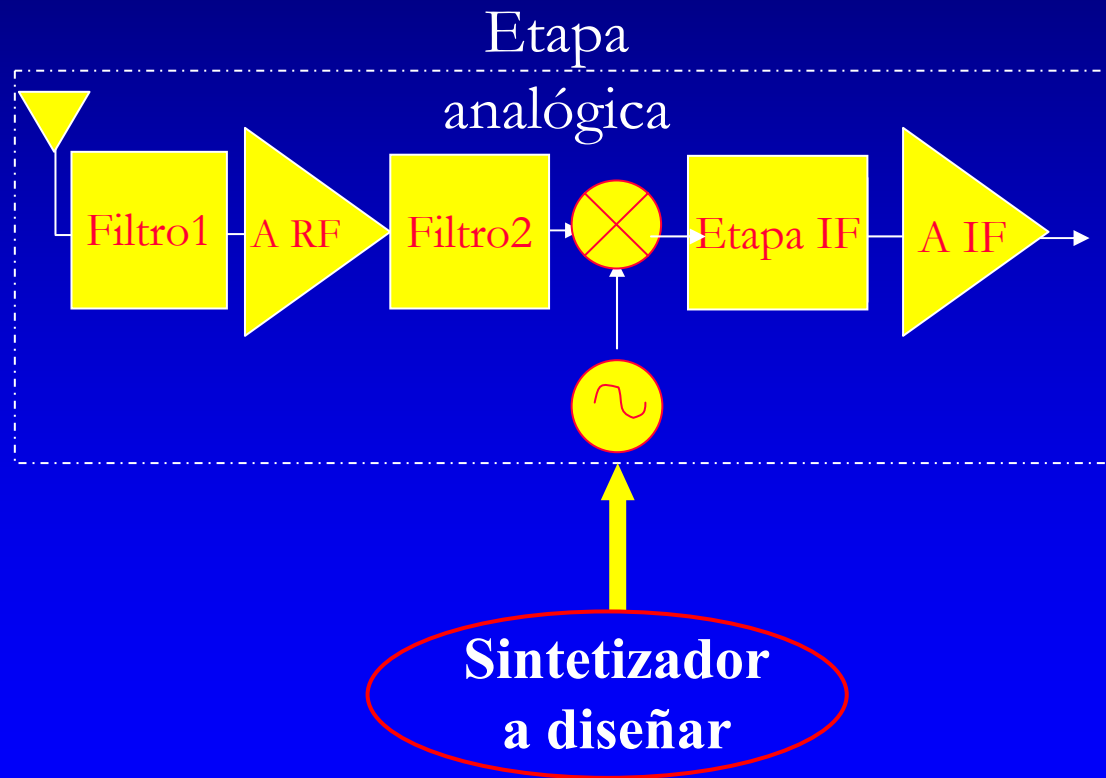 Etapa
analógica
Filtro1
A RF
Filtro2
Etapa IF
A IF
Sintetizador
a diseñar